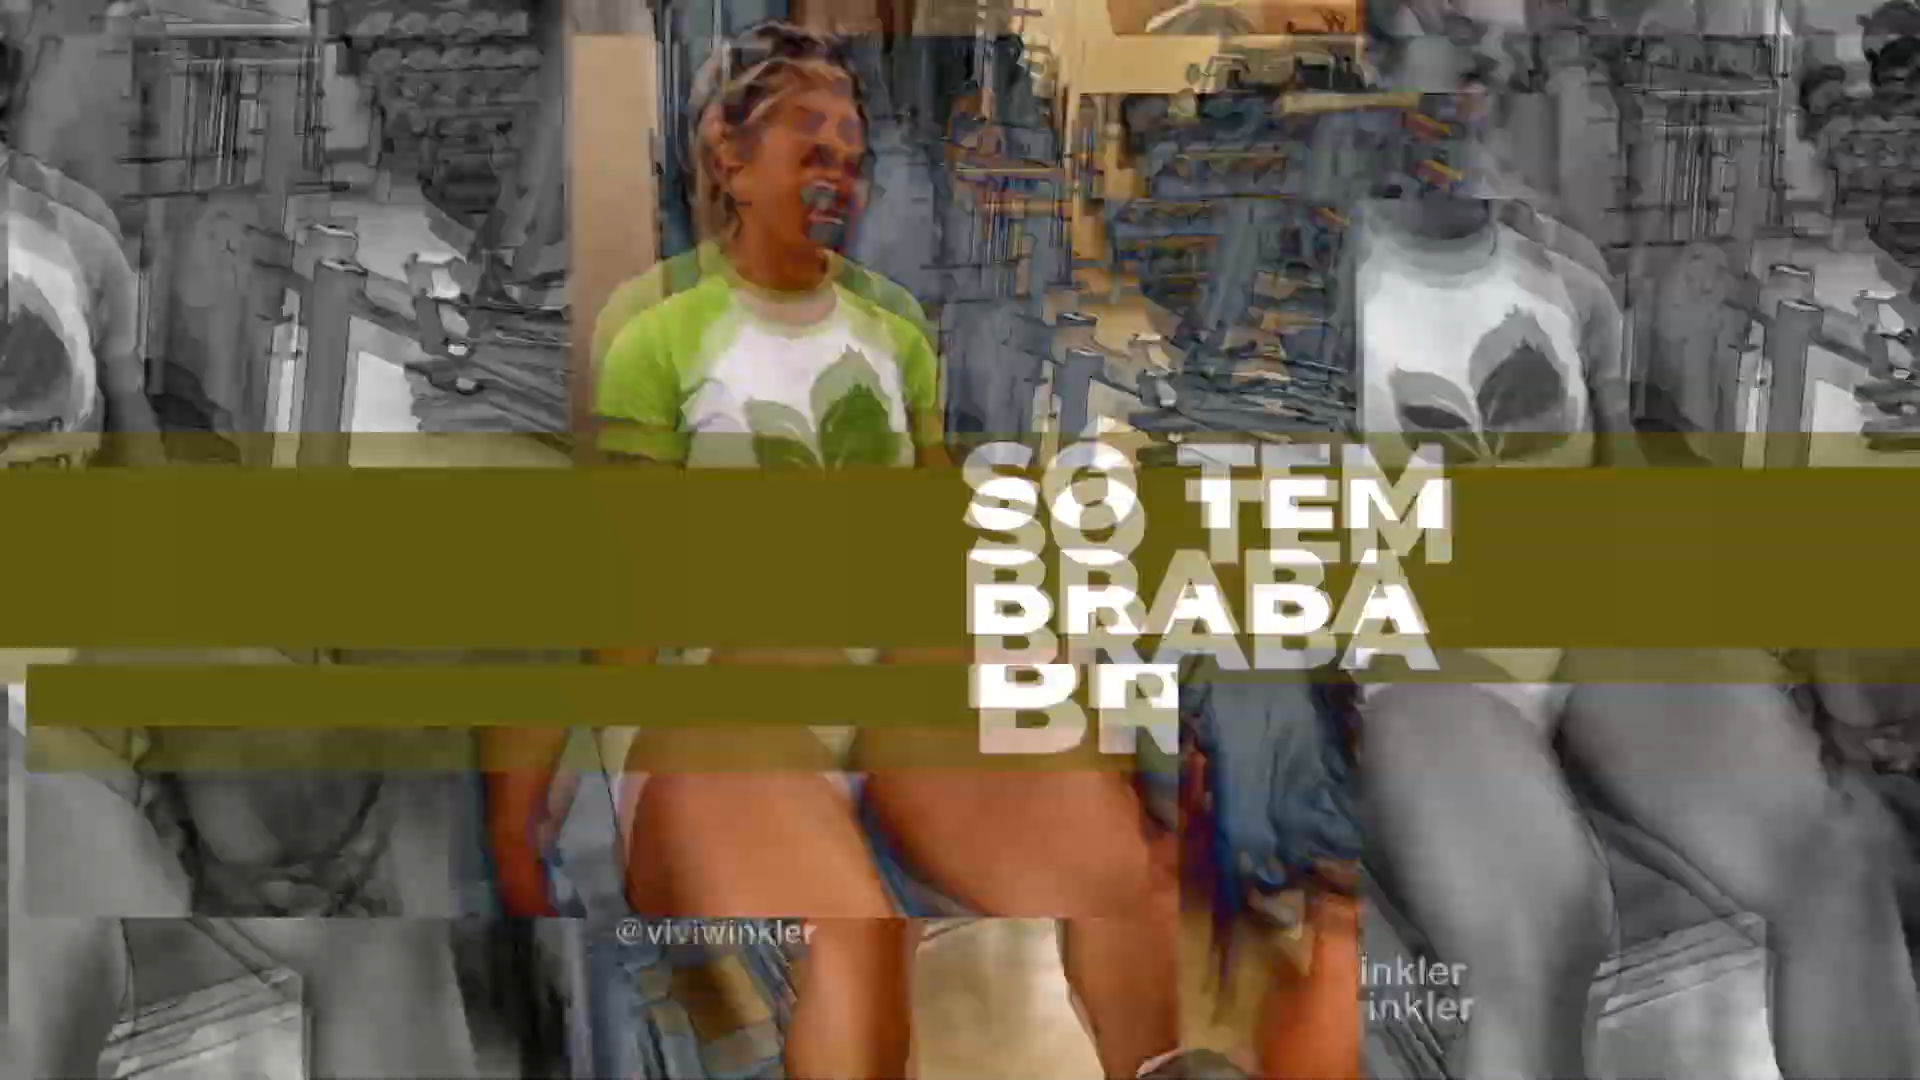 SÓ TEM
BRABA
BR
@viviwinkler
inkler
inkler